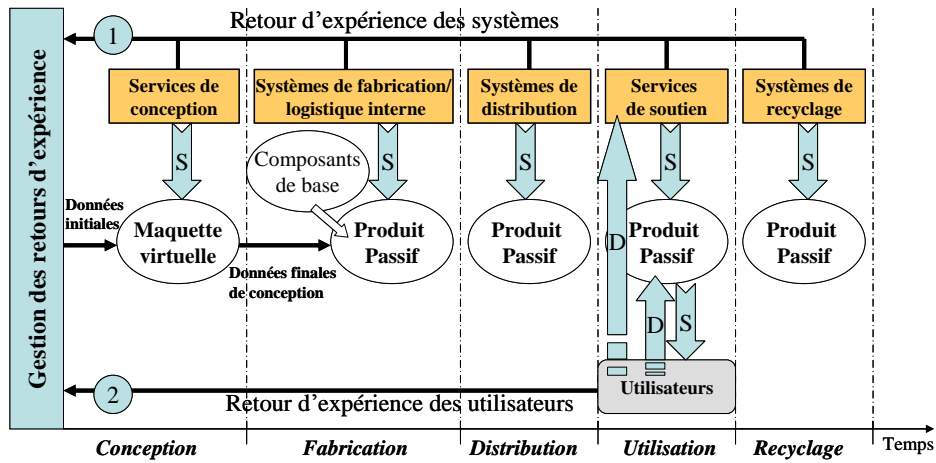 Gestion des retours d'expérience
Retour d'expérience des systèmes
1
Services de
conception
Systèmes de fabrication/
logistique interne
Systèmes de
distribution
Services
de soutien
Systèmes de
recyclage
S
S
S
S
S
Composants
de base
Données
initiales
Maquette
virtuelle
Données finales
de conception
Produit
Passif
Produit
Passif
D
Produit
Passif
Produit
Passif
D
S
2
Retour d'expérience des utilisateurs
Utilisateurs
Conception
Fabrication
Distribution
Utilisation
Recyclage
Temps